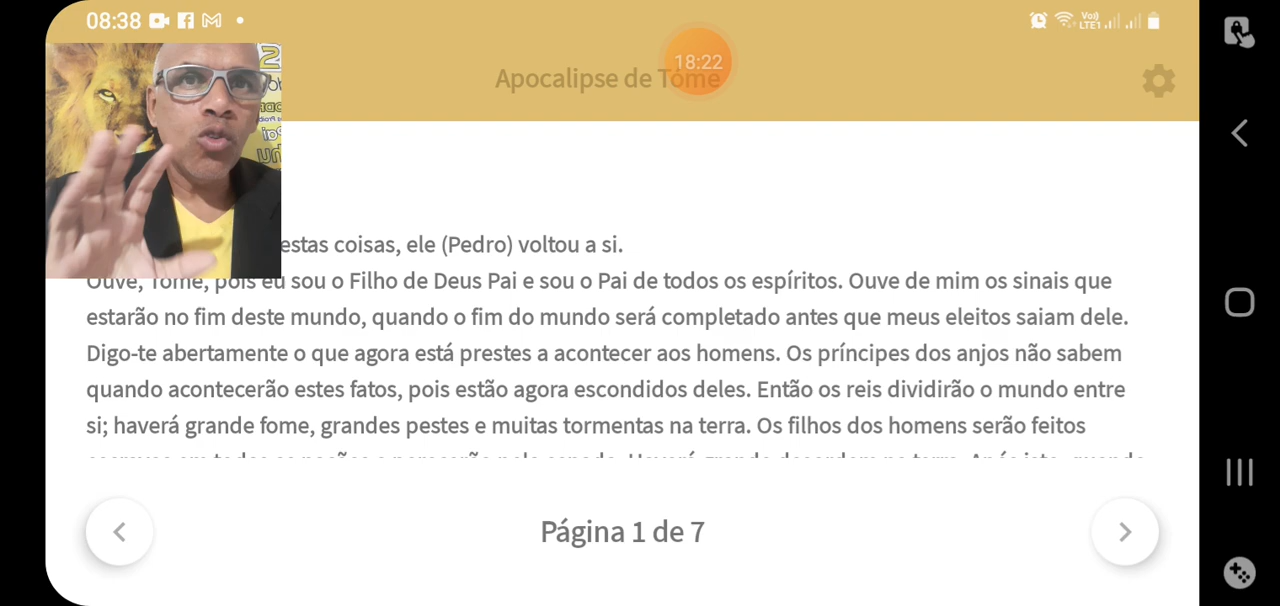 08:38
Vo)
LTE1
18:22
Apocalipse de Tóme
estas coisas, ele (Pedro) voltou a si.
Ouve, Tomé, pois eu sou o Filho de Deus Pai e sou o Pai de todos os espíritos. Ouve de mim os sinais que
estarão no fim deste mundo, quando o fim do mundo será completado antes que meus eleitos saiam dele.
Digo-te abertamente o que agora está prestes a acontecer aos homens. Os príncipes dos anjos não sabem
quando acontecerão estes fatos, pois estão agora escondidos deles. Então os reis dividirão o mundo entre
si; haverá grande fome, grandes pestes e muitas tormentas na terra. Os filhos dos homens serão feitos
Página 1 de 7